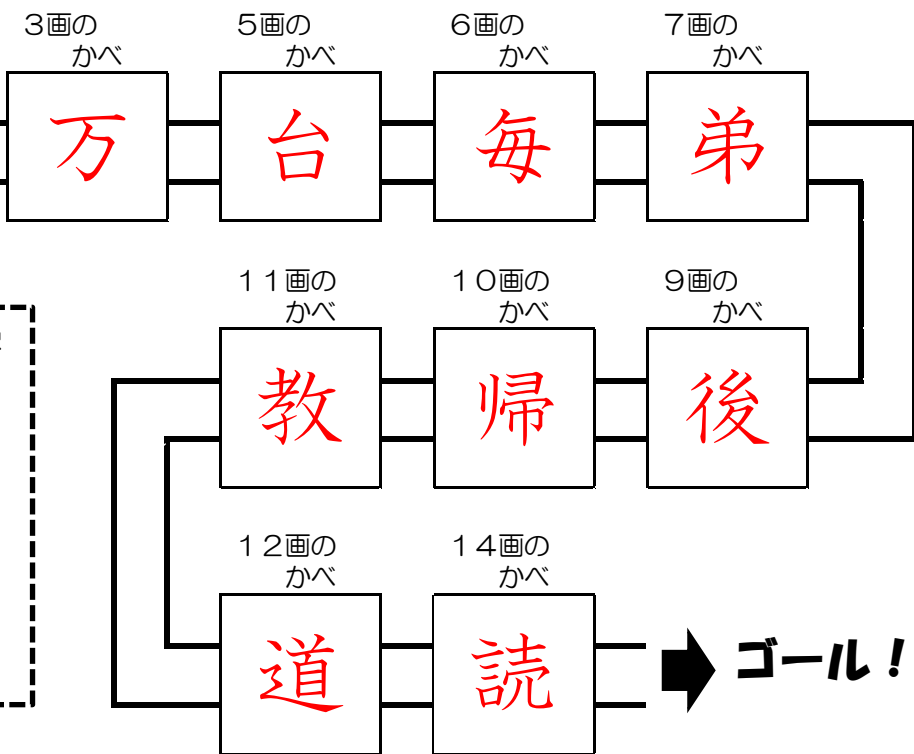 3画の
かべ
5画の
かべ
6画の
かべ
7画の
かべ
万
台
毎
弟
11画の
かべ
10画の
かべ
9画の
かべ
教
帰
後
12画の
かべ
14画の
かべ
道
読
ゴール！